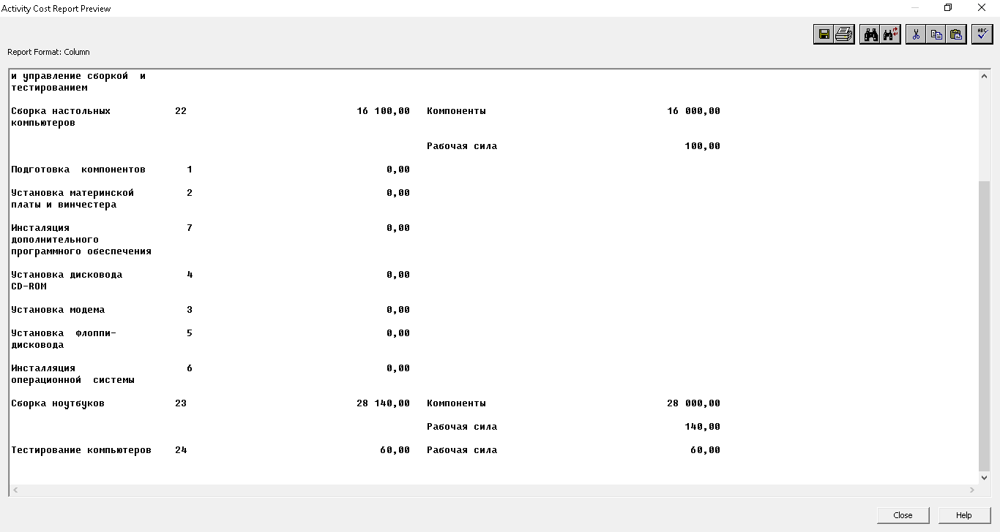 Activity Cost Report Preview
ABC
Report Format: Column
и управление сборкой и
тестированием
Сборка настольных 22 16 100,00 Компоненты 16 000,00
компьютеров
Рабочая сила 100,00
Подготовка компонентов 1 0,00
Установка материнской 2 0,00
платы и винчестера
Инсталяция 7 0,00
дополнительного
программного обеспечения
Установка дисковода 4 0,00
CD-ROM
Установка модема 3 0,00
Установка флоппи- 5 0,00
дисковода
Инсталляция 6 0,00
операционной системы
Сборка ноутбуков 23 28 140,00 Компоненты 28 000,00
Рабочая сила 140,00
Тестирование компьютеров 24 60,00 Рабочая сила 60,00
Close Help